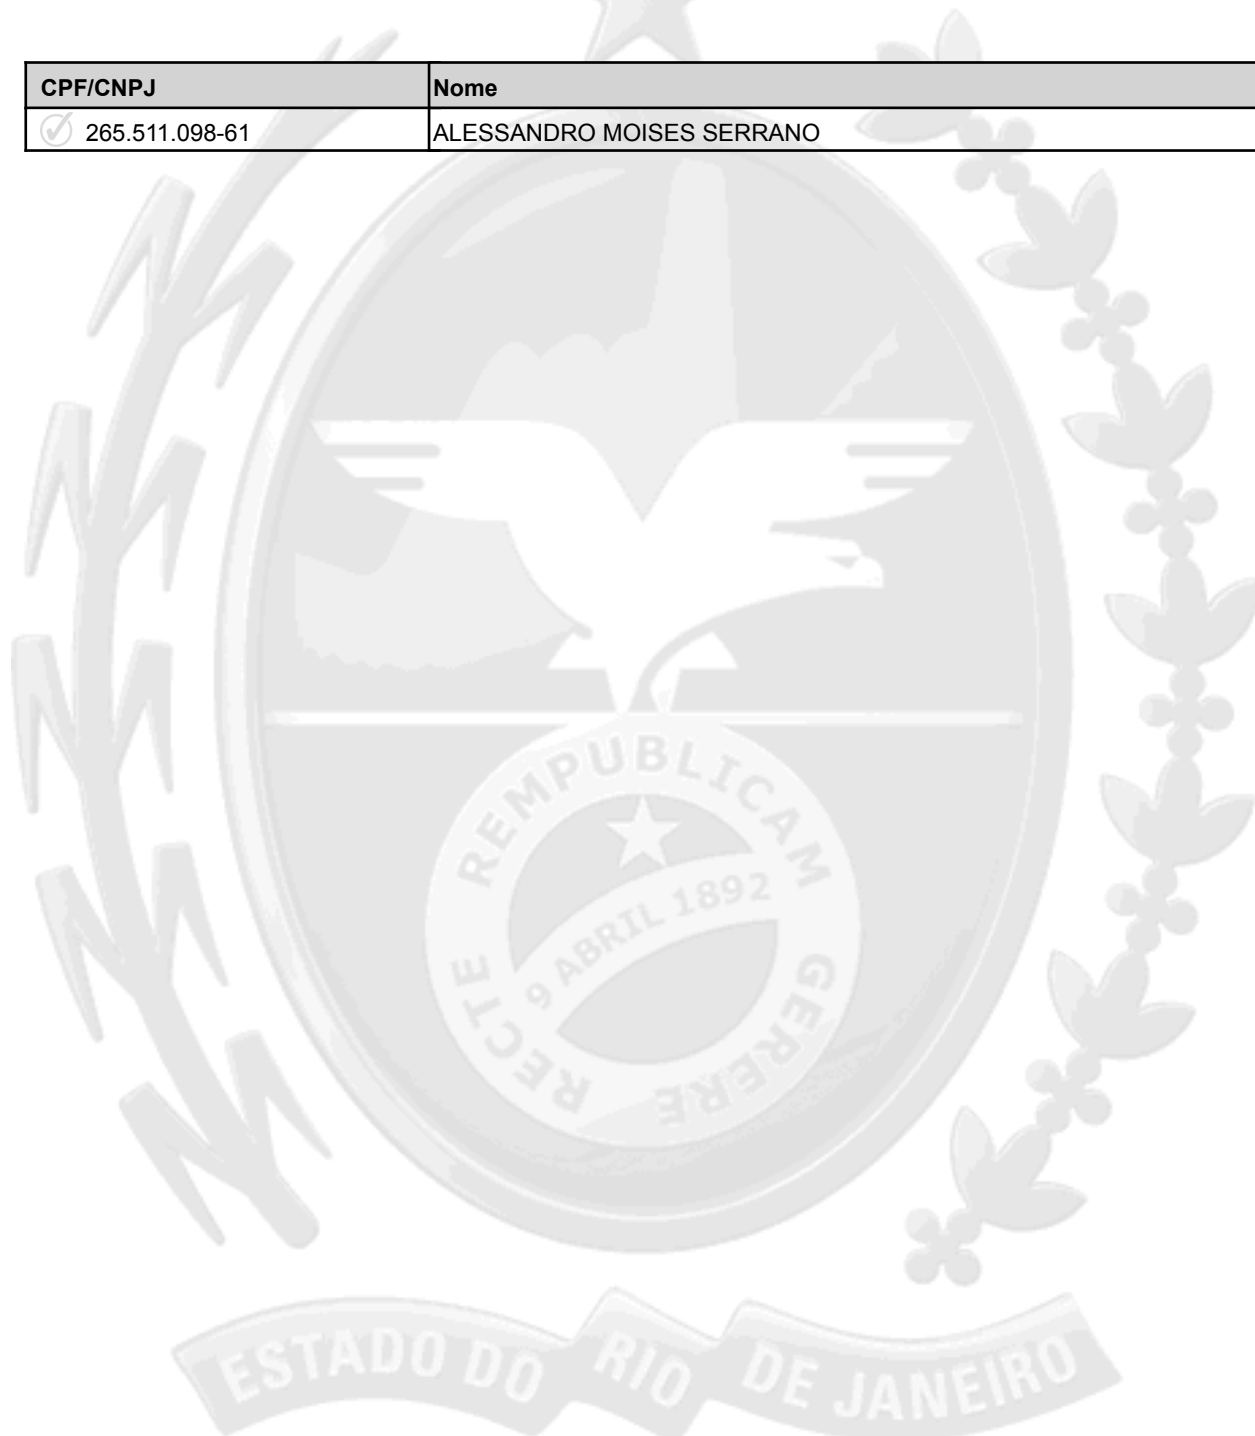 CPF/CNPJ Nome
265.511.098-61 ALESSANDRO MOISES SERRANO
REMPUBLICAM
9 ABRIL 1892
RECTE GERERE
ESTADO DO RIO DE JANEIRO